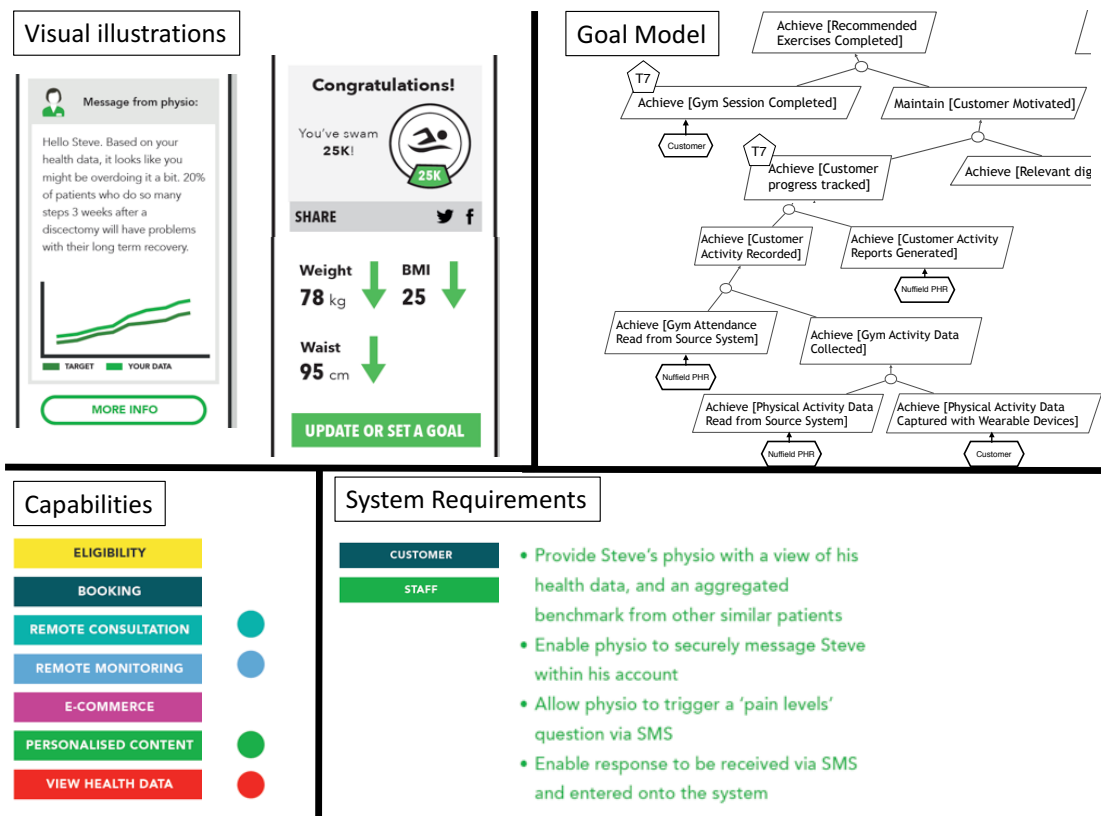 Visual illustrations
Message from physio:
Hello Steve. Based on your
health data, it looks like you
might be overdoing it a bit. 20%
of patients who do so many
steps 3 weeks after a
discectomy will have problems
with their long term recovery.
TARGET YOUR DATA
MORE INFO
Congratulations!
You've swam
25K!
25K
SHARE
Weight
78 kg
BMI
25
Waist
95 cm
UPDATE OR SET A GOAL
Goal Model
Achieve [Recommended
Exercises Completed]
T7
Achieve [Gym Session Completed]
Customer
Maintain [Customer Motivated]
T7
Achieve [Customer
progress tracked]
Achieve [Relevant dig
Achieve [Customer
Activity Recorded]
Achieve [Customer Activity
Reports Generated]
Nuffield PHR
Achieve [Gym Attendance
Read from Source System]
Nuffield PHR
Achieve [Gym Activity Data
Collected]
Achieve [Physical Activity Data
Read from Source System]
Nuffield PHR
Achieve [Physical Activity Data
Captured with Wearable Devices]
Customer
Capabilities
ELIGIBILITY
BOOKING
REMOTE CONSULTATION
REMOTE MONITORING
E-COMMERCE
PERSONALISED CONTENT
VIEW HEALTH DATA
System Requirements
CUSTOMER
STAFF
• Provide Steve's physio with a view of his
health data, and an aggregated
benchmark from other similar patients
• Enable physio to securely message Steve
within his account
• Allow physio to trigger a 'pain levels'
question via SMS
• Enable response to be received via SMS
and entered onto the system